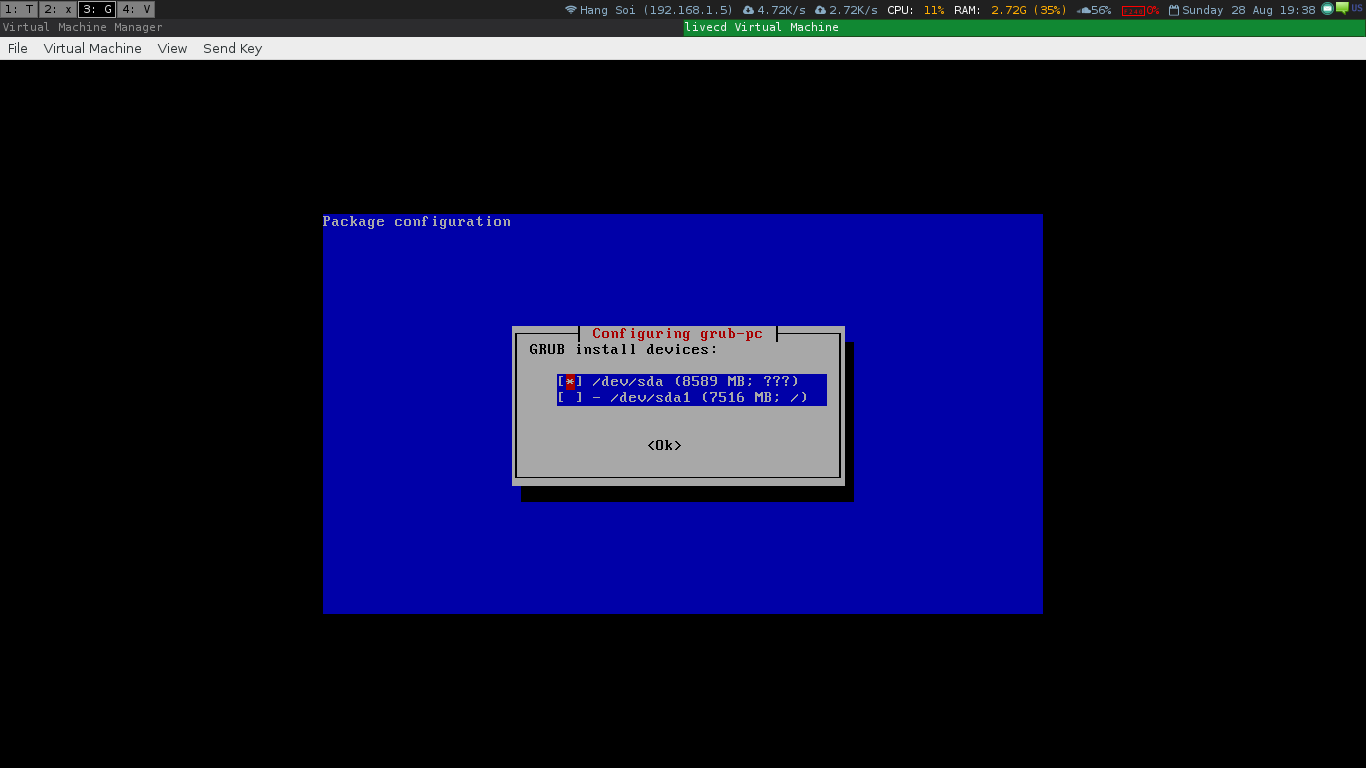 1: T 2: x 3: G 4: V Hang Soi (192.168.1.5) 4.72K/s 2.72K/s CPU: 11% RAM: 2.72G (35%) 56% 0% Sunday 28 Aug 19:38 US
Virtual Machine Manager livecd Virtual Machine
File Virtual Machine View Send Key
Package configuration
Configuring grub-pc
GRUB install devices:
[*] /dev/sda (8589 MB; ???)
[ ] - /dev/sda1 (7516 MB; /)
<Ok>